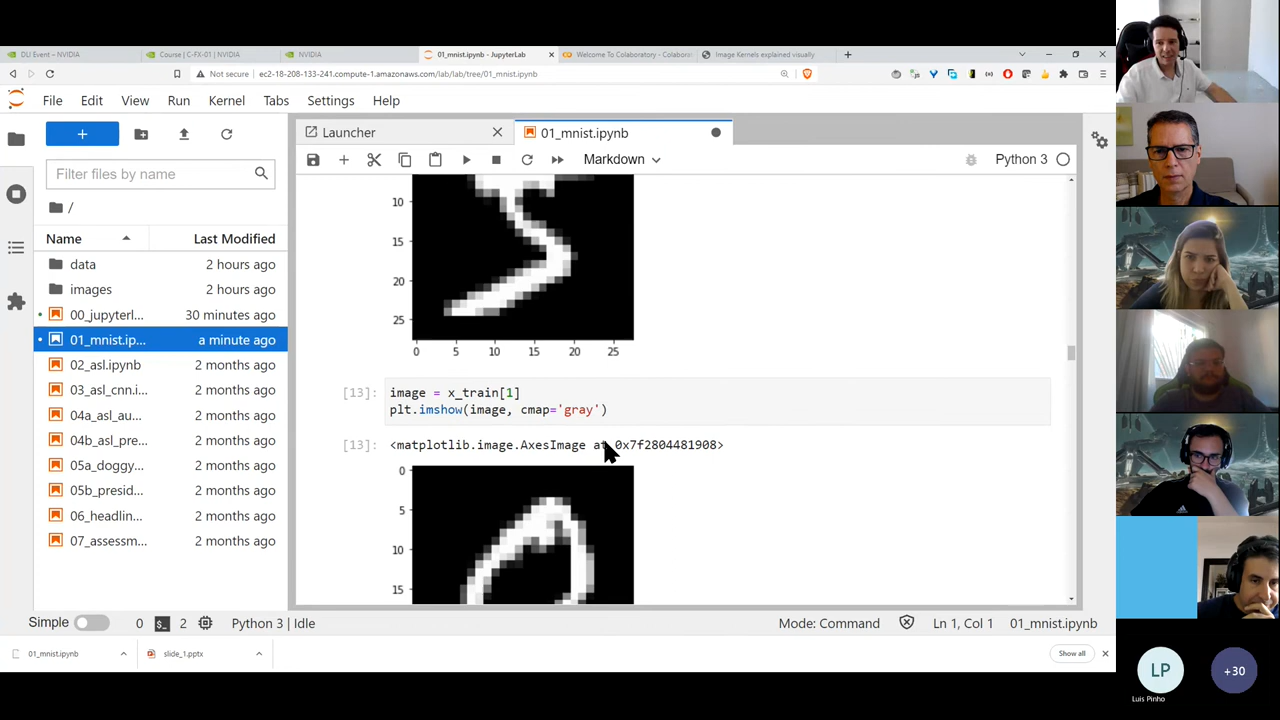 DLI Event – NVIDIA
Course | C-FX-01 | NVIDIA
NVIDIA
01_mnist.ipynb - JupyterLab
Welcome To Colaboratory - Colabora
Image Kernels explained visually
Not secure | ec2-18-208-133-241.compute-1.amazonaws.com/lab/lab/tree/01_mnist.ipynb
File Edit View Run Kernel Tabs Settings Help
Launcher
01_mnist.ipynb
Markdown
Python 3
Filter files by name
/
Name Last Modified
data 2 hours ago
images 2 hours ago
00_jupyterl... 30 minutes ago
01_mnist.ip... a minute ago
02_asl.ipynb 2 months ago
03_asl_cnn.i... 2 months ago
04a_asl_au... 2 months ago
04b_asl_pre... 2 months ago
05a_doggy... 2 months ago
05b_presid... 2 months ago
06_headlin... 2 months ago
07_assessm... 2 months ago
10
15
20
25
0 5 10 15 20 25
[13]: image = x_train[1]
plt.imshow(image, cmap='gray')
[13]: <matplotlib.image.AxesImage at 0x7f2804481908>
0
5
10
15
Simple 0 2 Python 3 | Idle Mode: Command Ln 1, Col 1 01_mnist.ipynb
01_mnist.ipynb
slide_1.pptx
Show all
LP
Luis Pinho
+30